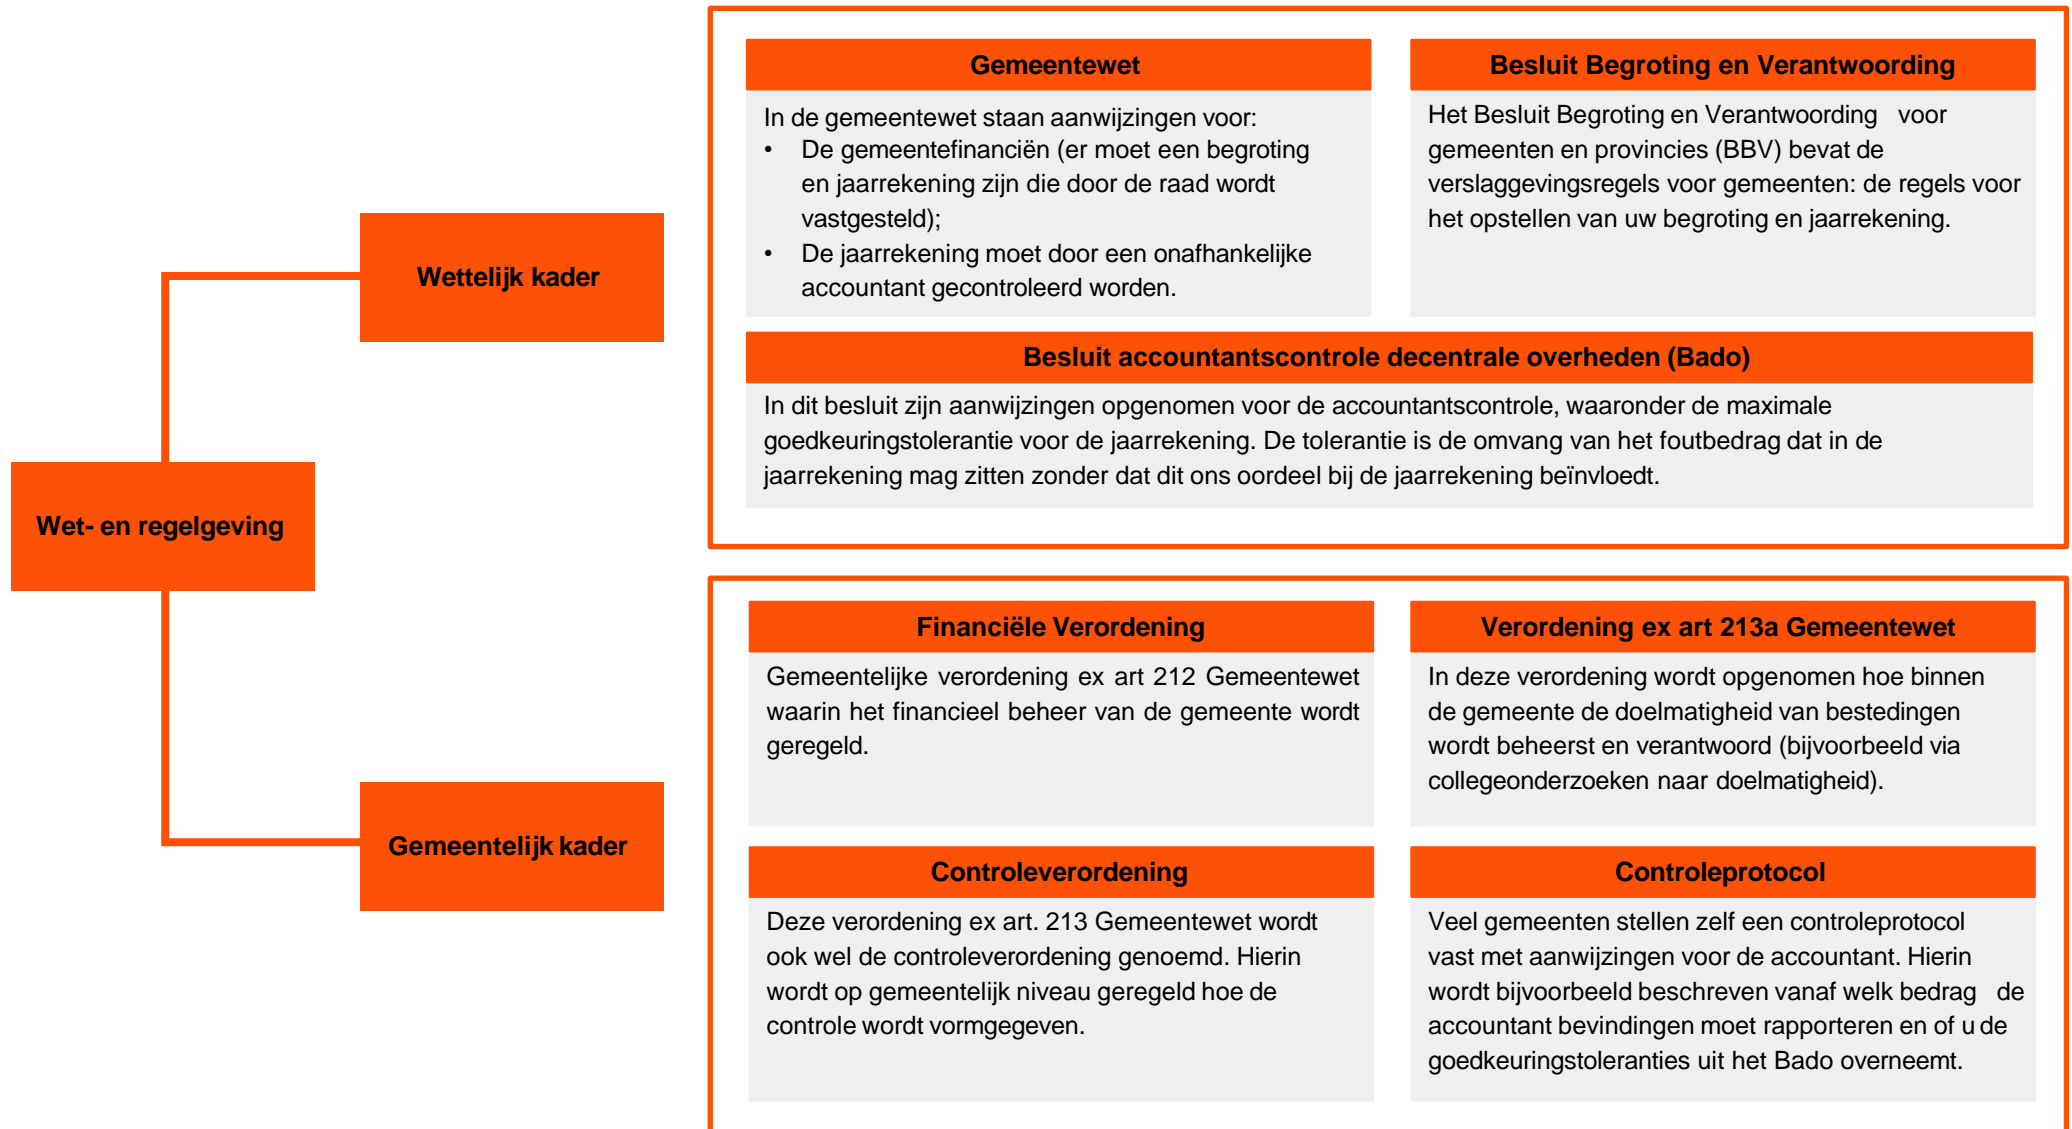 Wet- en regelgeving
Wettelijk kader
Gemeentewet
In de gemeentewet staan aanwijzingen voor:
• De gemeentefinanciën (er moet een begroting
en jaarrekening zijn die door de raad wordt
vastgesteld);
• De jaarrekening moet door een onafhankelijke
accountant gecontroleerd worden.
Besluit Begroting en Verantwoording
Het Besluit Begroting en Verantwoording voor
gemeenten en provincies (BBV) bevat de
verslaggevingsregels voor gemeenten: de regels voor
het opstellen van uw begroting en jaarrekening.
Besluit accountantscontrole decentrale overheden (Bado)
In dit besluit zijn aanwijzingen opgenomen voor de accountantscontrole, waaronder de maximale
goedkeuringstolerantie voor de jaarrekening. De tolerantie is de omvang van het foutbedrag dat in de
jaarrekening mag zitten zonder dat dit ons oordeel bij de jaarrekening beïnvloedt.
Gemeentelijk kader
Financiële Verordening
Gemeentelijke verordening ex art 212 Gemeentewet
waarin het financieel beheer van de gemeente wordt
geregeld.
Verordening ex art 213a Gemeentewet
In deze verordening wordt opgenomen hoe binnen
de gemeente de doelmatigheid van bestedingen
wordt beheerst en verantwoord (bijvoorbeeld via
collegeonderzoeken naar doelmatigheid).
Controleverordening
Deze verordening ex art. 213 Gemeentewet wordt
ook wel de controleverordening genoemd. Hierin
wordt op gemeentelijk niveau geregeld hoe de
controle wordt vormgegeven.
Controleprotocol
Veel gemeenten stellen zelf een controleprotocol
vast met aanwijzingen voor de accountant. Hierin
wordt bijvoorbeeld beschreven vanaf welk bedrag de
accountant bevindingen moet rapporteren en of u de
goedkeuringstoleranties uit het Bado overneemt.